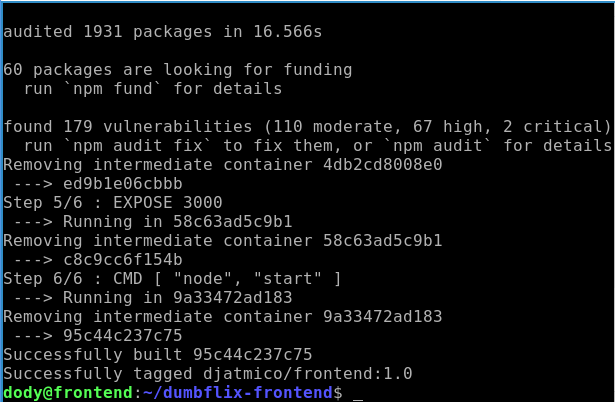 audited 1931 packages in 16.566s
60 packages are looking for funding
  run `npm fund` for details
found 179 vulnerabilities (110 moderate, 67 high, 2 critical)
  run `npm audit fix` to fix them, or `npm audit` for details
Removing intermediate container 4db2cd8008e0
 ---> ed9b1e06cbbb
Step 5/6 : EXPOSE 3000
 ---> Running in 58c63ad5c9b1
Removing intermediate container 58c63ad5c9b1
 ---> c8c9cc6f154b
Step 6/6 : CMD [ "node", "start" ]
 ---> Running in 9a33472ad183
Removing intermediate container 9a33472ad183
 ---> 95c44c237c75
Successfully built 95c44c237c75
Successfully tagged djatmico/frontend:1.0
dody@frontend:~/dumbflix-frontend$ _